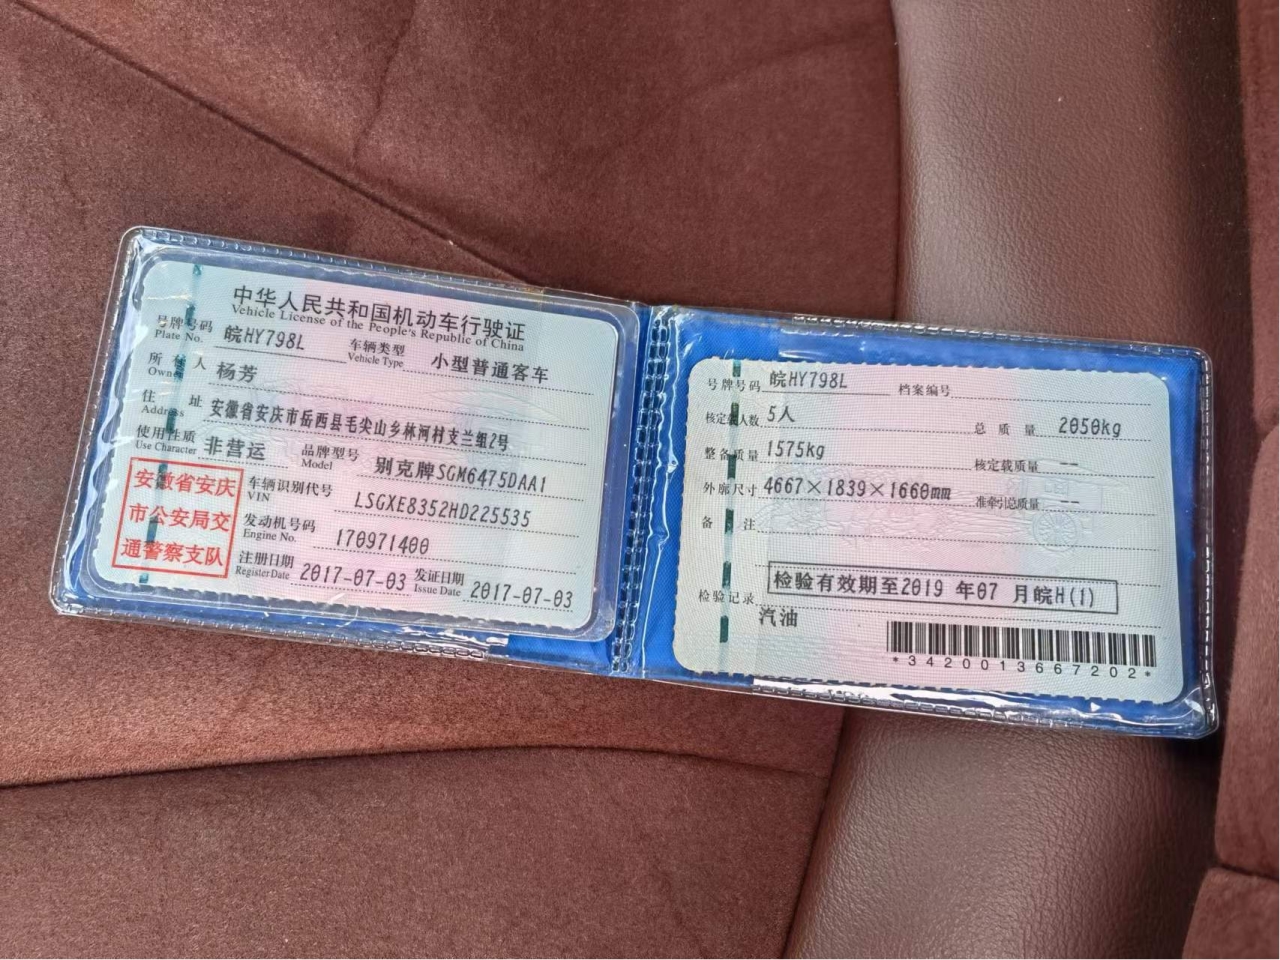 中华人民共和国机动车行驶证
Vehicle License of the People's Republic of China
号牌号码 皖HY798L 车辆类型 小型普通客车
Plate No. Vehicle Type
所有人 杨芳
Owner
住址 安徽省安庆市岳西县毛尖山乡林河村支兰组2号
Address
使用性质 非营运 品牌型号 别克牌SGM6475DAA1
Use Character Model
安徽省安庆
市公安局交
通警察支队
车辆识别代号 LSGXE8352HD225535
VIN
发动机号码 170971400
Engine No.
注册日期 2017-07-03 发证日期 2017-07-03
Register Date Issue Date
号牌号码 皖HY798L 档案编号
核定载人数 5人 总质量 2050kg
整备质量 1575kg 核定载质量 --
外廓尺寸 4667×1839×1660mm 准牵引总质量 --
备注
检验记录 检验有效期至2019 年07 月皖H(1)
汽油
*3420013667202*